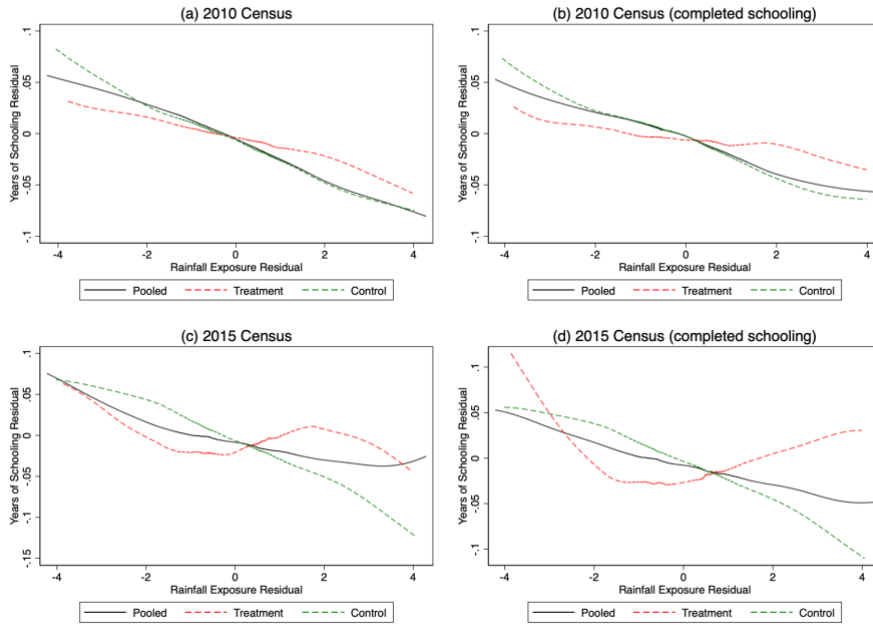 (a) 2010 Census
Years of Schooling Residual
.1
.05
0
-.05
-.1
-4 -2 0 2 4
Rainfall Exposure Residual
Pooled Treatment Control
(b) 2010 Census (completed schooling)
Years of Schooling Residual
.1
.05
0
-.05
-.1
-4 -2 0 2 4
Rainfall Exposure Residual
Pooled Treatment Control
(c) 2015 Census
Years of Schooling Residual
.1
.05
0
-.05
-.1
-.15
-4 -2 0 2 4
Rainfall Exposure Residual
Pooled Treatment Control
(d) 2015 Census (completed schooling)
Years of Schooling Residual
.1
.05
0
-.05
-.1
-4 -2 0 2 4
Rainfall Exposure Residual
Pooled Treatment Control